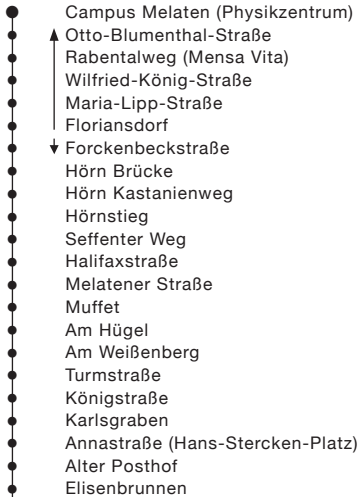 Campus Melaten (Physikzentrum)
Otto-Blumenthal-Straße
Rabentalweg (Mensa Vita)
Wilfried-König-Straße
Maria-Lipp-Straße
Floriansdorf
Forckenbeckstraße
Hörn Brücke
Hörn Kastanienweg
Hörnstieg
Seffenter Weg
Halifaxstraße
Melatener Straße
Muffet
Am Hügel
Am Weißenberg
Turmstraße
Königstraße
Karlsgraben
Annastraße (Hans-Stercken-Platz)
Alter Posthof
Elisenbrunnen